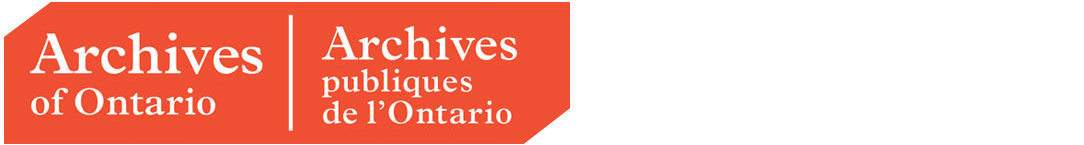 Archives
of Ontario
Archives
publiques
de l'Ontario